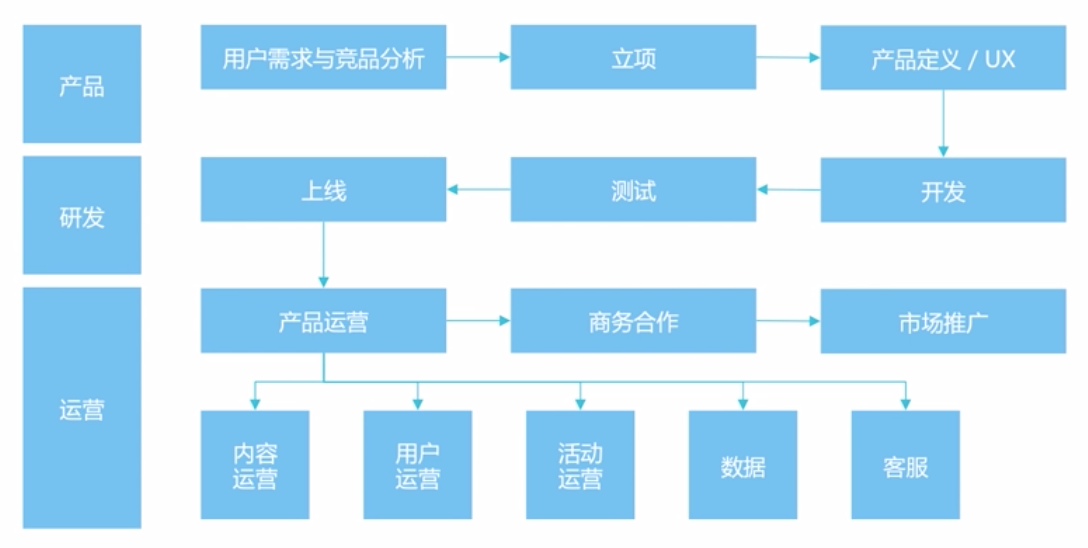 产品
用户需求与竞品分析
立项
产品定义 / UX
研发
上线
测试
开发
运营
产品运营
商务合作
市场推广
内容
运营
用户
运营
活动
运营
数据
客服